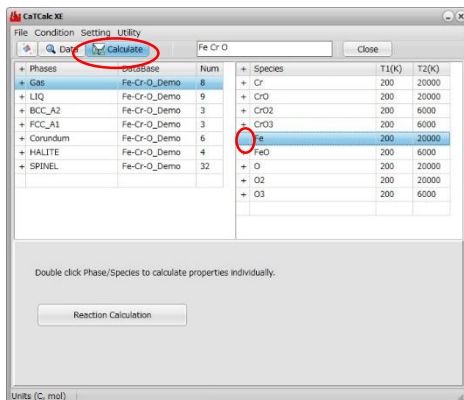 CaTCalc XE
File Condition Setting Utility
Data Calculate Fe Cr O Close
+ Phases DataBase Num
+ Gas Fe-Cr-O_Demo 8
+ LIQ Fe-Cr-O_Demo 9
+ BCC_A2 Fe-Cr-O_Demo 3
+ FCC_A1 Fe-Cr-O_Demo 3
+ Corundum Fe-Cr-O_Demo 6
+ HALITE Fe-Cr-O_Demo 4
+ SPINEL Fe-Cr-O_Demo 32
+ Species T1(K) T2(K)
+ Cr 200 20000
+ CrO 200 20000
+ CrO2 200 6000
+ CrO3 200 6000
Fe 200 20000
+ FeO 200 6000
+ O 200 20000
+ O2 200 20000
+ O3 200 6000
Double click Phase/Species to calculate properties individually.
Reaction Calculation
Units (C, mol)